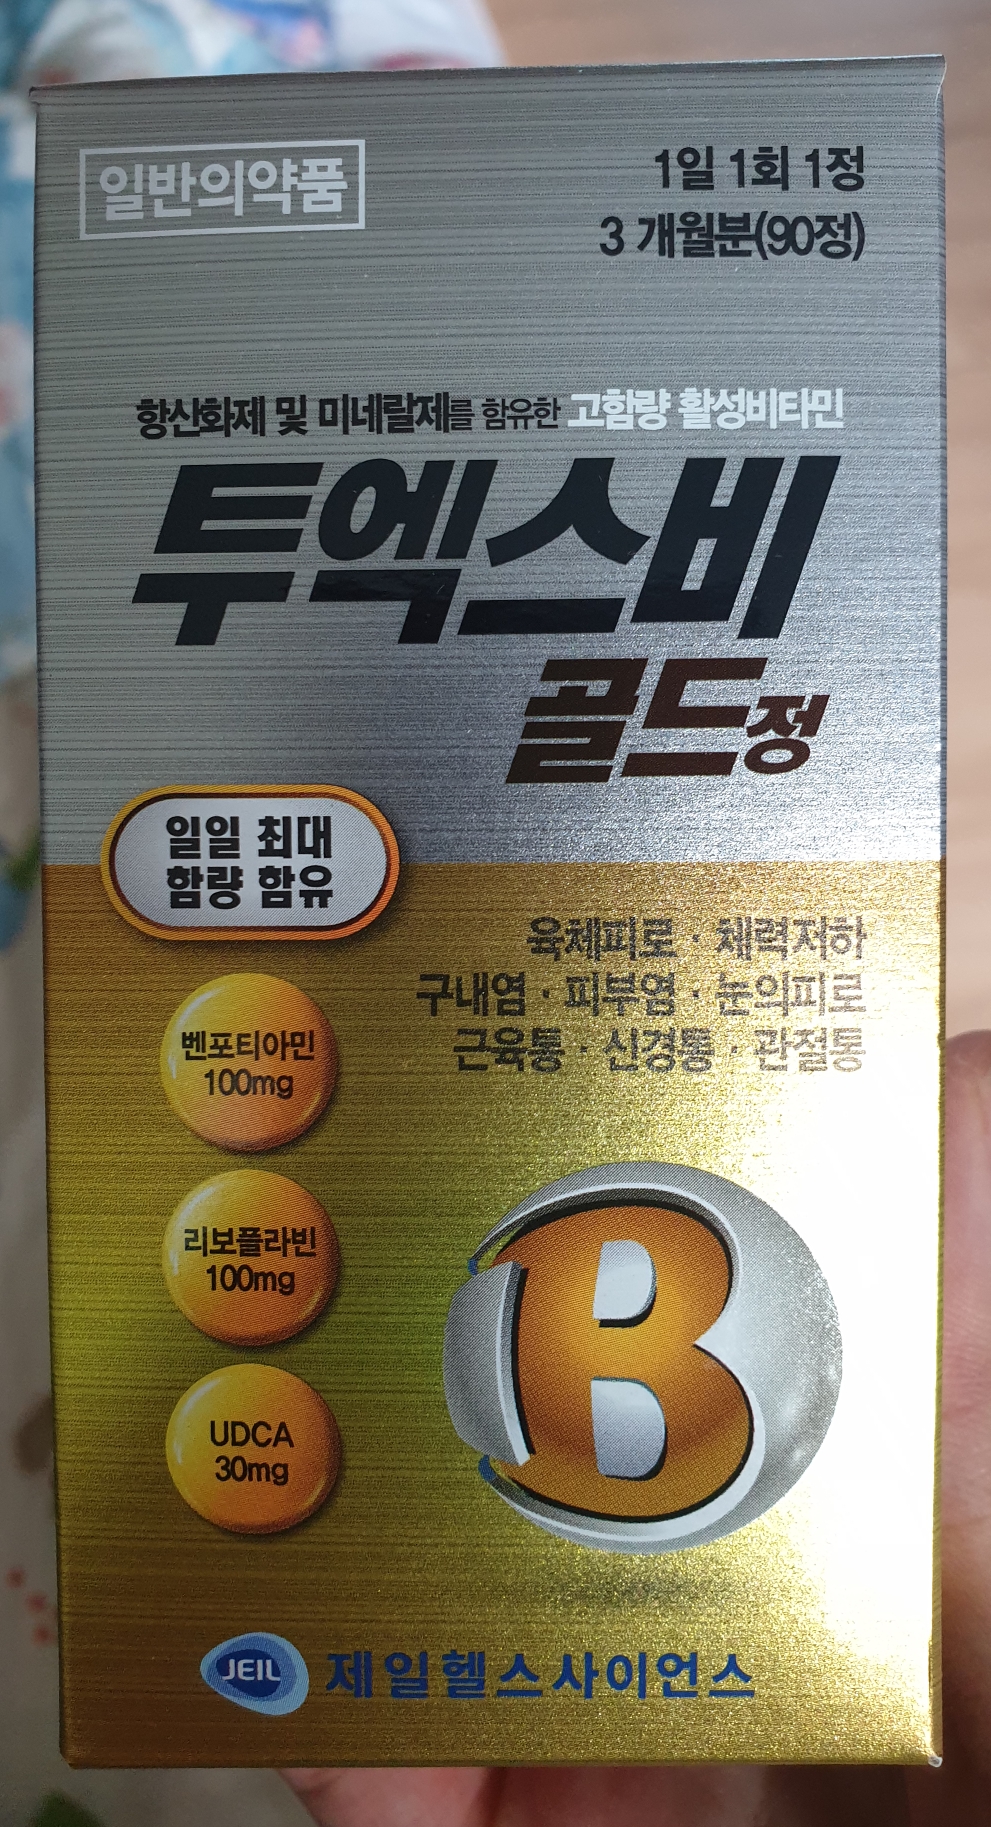 일반의약품
1일 1회 1정
3 개월분(90정)
항산화제 및 미네랄제를 함유한 고함량 활성비타민
투엑스비
골드정
일일 최대
함량 함유
육체피로 · 체력저하
구내염 · 피부염 · 눈의피로
근육통 · 신경통 · 관절통
벤포티아민
100mg
리보플라빈
100mg
UDCA
30mg
B
JEIL 제일헬스사이언스